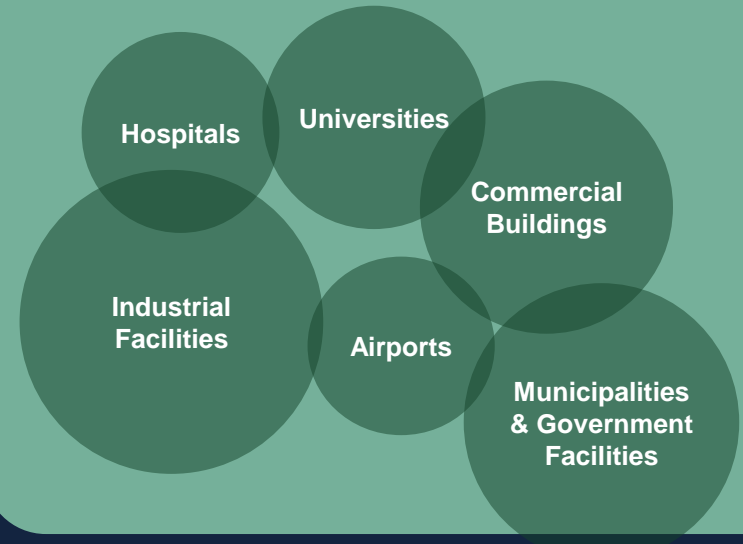 Hospitals
Universities
Commercial
Buildings
Industrial
Facilities
Airports
Municipalities
& Government
Facilities